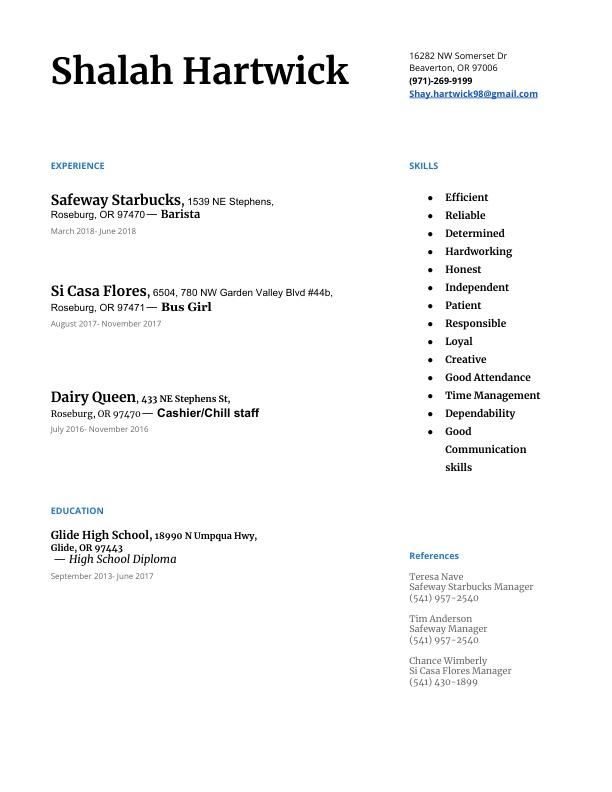 Shalah Hartwick
16282 NW Somerset Dr
Beaverton, OR 97006
(971)-269-9199
Shay.hartwick98@gmail.com
EXPERIENCE
Safeway Starbucks, 1539 NE Stephens,
Roseburg, OR 97470— Barista
March 2018- June 2018
Si Casa Flores, 6504, 780 NW Garden Valley Blvd #44b,
Roseburg, OR 97471— Bus Girl
August 2017- November 2017
Dairy Queen, 433 NE Stephens St,
Roseburg, OR 97470— Cashier/Chill staff
July 2016- November 2016
EDUCATION
Glide High School, 18990 N Umpqua Hwy,
Glide, OR 97443
— High School Diploma
September 2013- June 2017
SKILLS
● Efficient
● Reliable
● Determined
● Hardworking
● Honest
● Independent
● Patient
● Responsible
● Loyal
● Creative
● Good Attendance
● Time Management
● Dependability
● Good
Communication
skills
References
Teresa Nave
Safeway Starbucks Manager
(541) 957-2540
Tim Anderson
Safeway Manager
(541) 957-2540
Chance Wimberly
Si Casa Flores Manager
(541) 430-1899